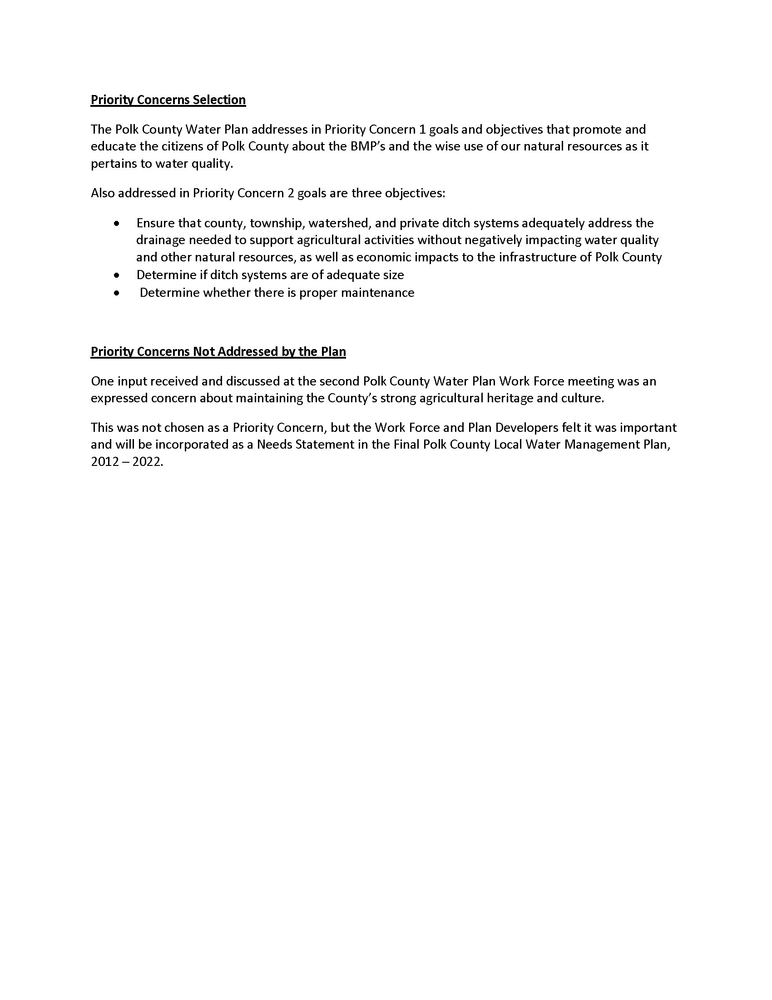 Priority Concerns Selection
The Polk County Water Plan addresses in Priority Concern 1 goals and objectives that promote and
educate the citizens of Polk County about the BMP’s and the wise use of our natural resources as it
pertains to water quality.
Also addressed in Priority Concern 2 goals are three objectives:
• Ensure that county, township, watershed, and private ditch systems adequately address the
drainage needed to support agricultural activities without negatively impacting water quality
and other natural resources, as well as economic impacts to the infrastructure of Polk County
• Determine if ditch systems are of adequate size
• Determine whether there is proper maintenance
Priority Concerns Not Addressed by the Plan
One input received and discussed at the second Polk County Water Plan Work Force meeting was an
expressed concern about maintaining the County’s strong agricultural heritage and culture.
This was not chosen as a Priority Concern, but the Work Force and Plan Developers felt it was important
and will be incorporated as a Needs Statement in the Final Polk County Local Water Management Plan,
2012 – 2022.